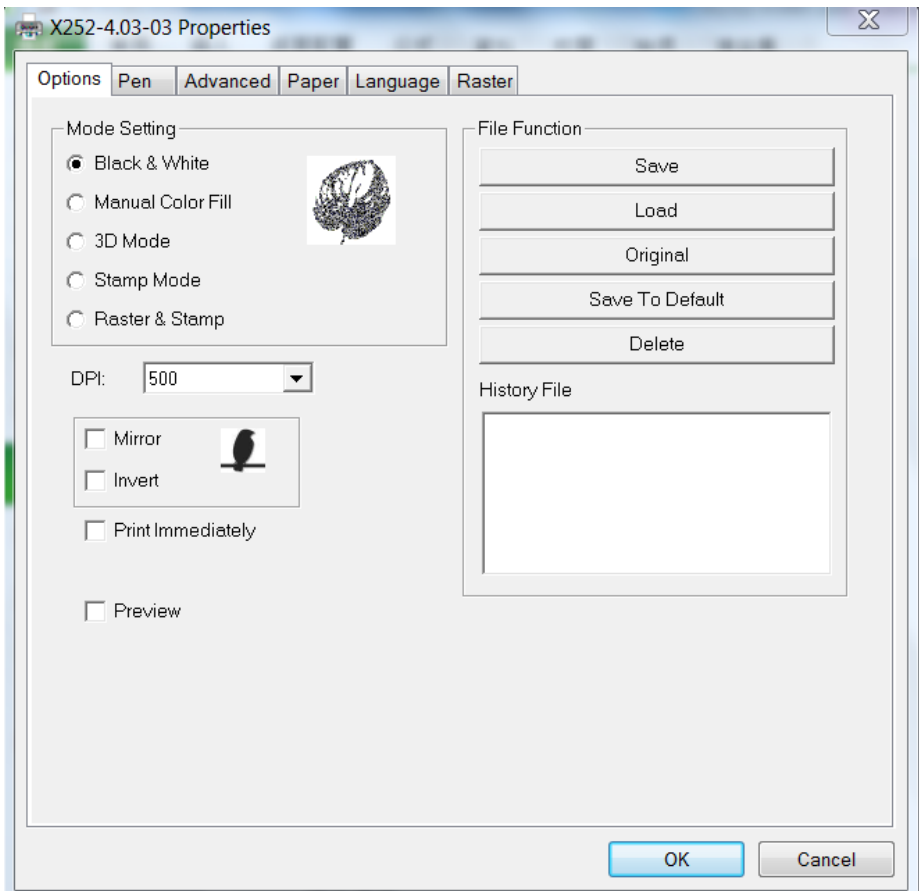 X252-4.03-03 Properties
Options Pen Advanced Paper Language Raster
Mode Setting
Black & White
Manual Color Fill
3D Mode
Stamp Mode
Raster & Stamp
DPI: 500
Mirror
Invert
Print Immediately
Preview
File Function
Save
Load
Original
Save To Default
Delete
History File
OK Cancel